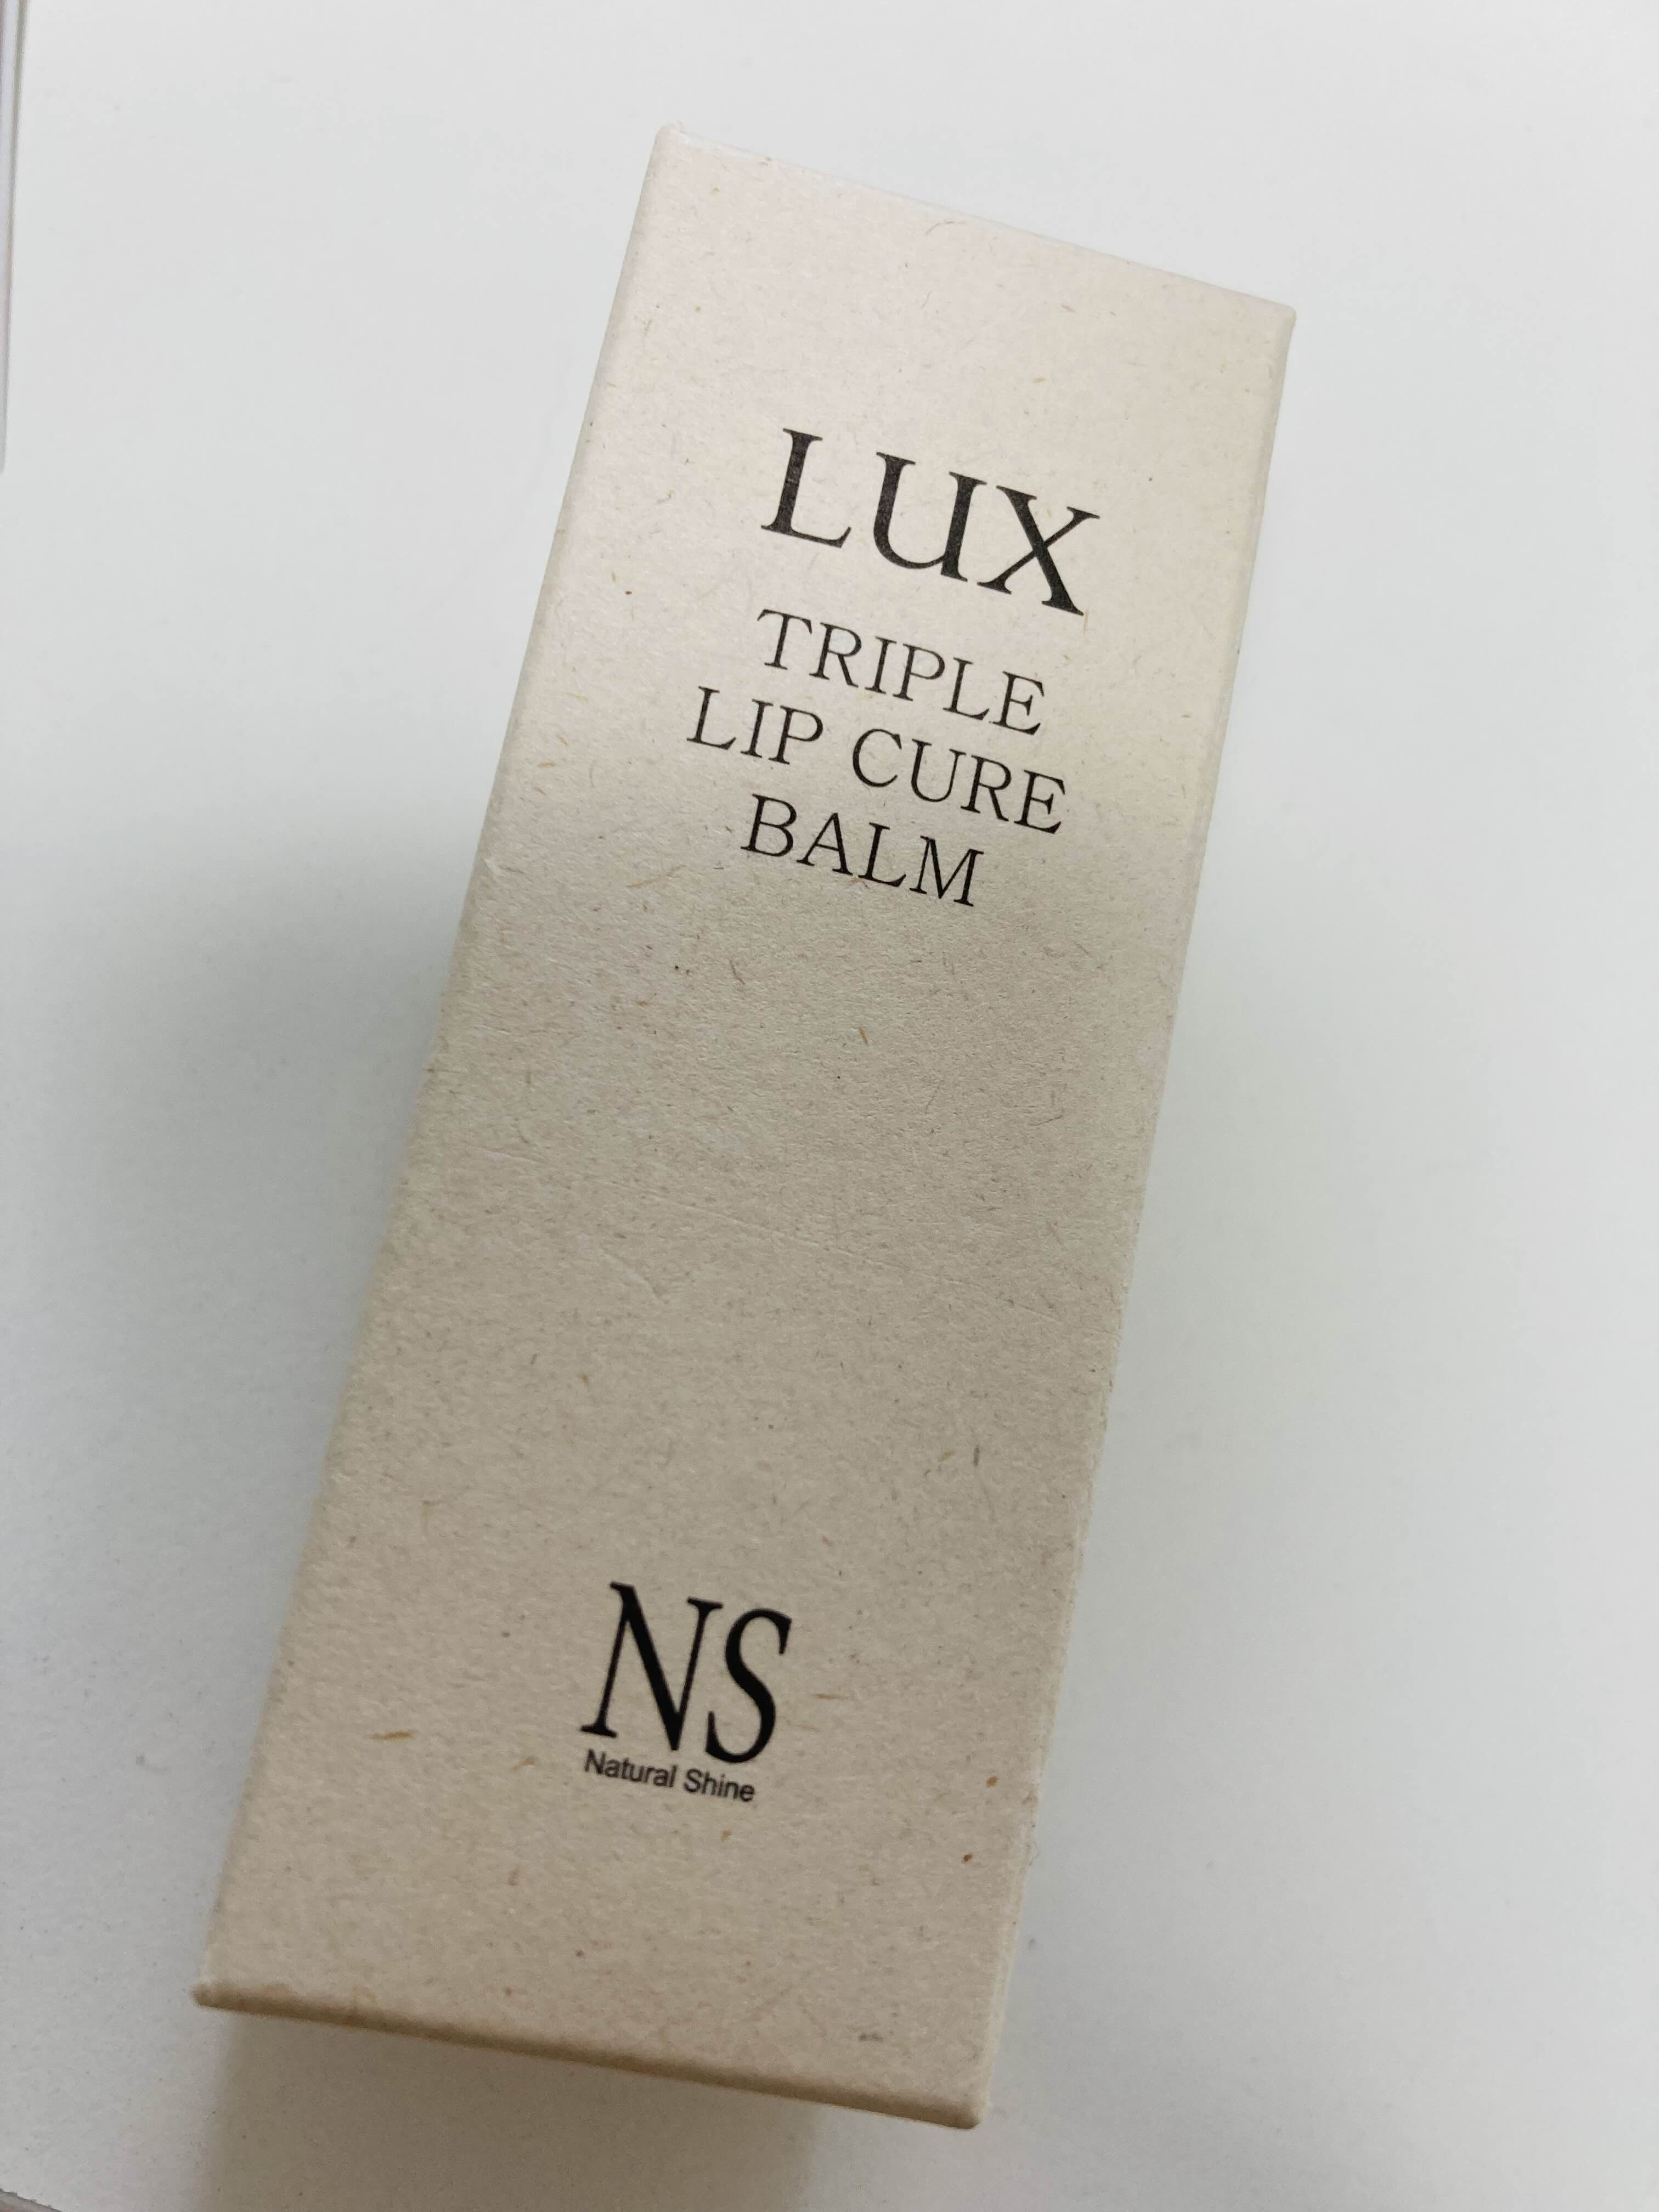 LUX
TRIPLE
LIP CURE
BALM
NS
Natural Shine